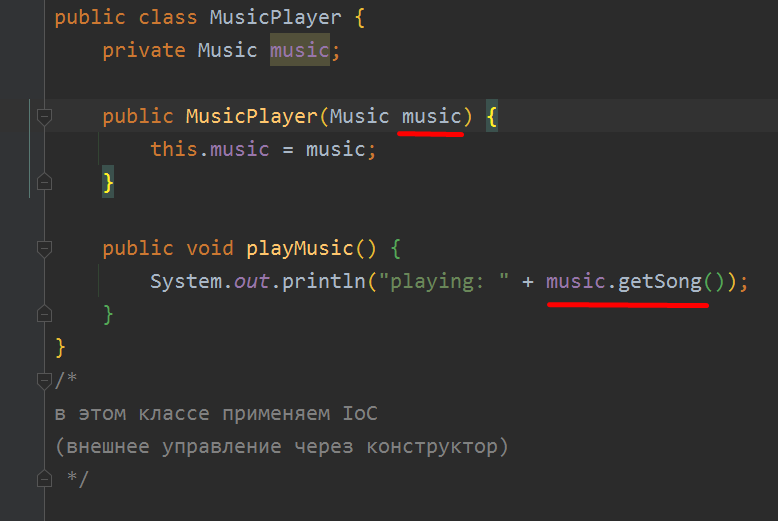 public class MusicPlayer {
private Music music;
public MusicPlayer(Music music) {
this.music = music;
}
public void playMusic() {
System.out.println("playing: " + music.getSong());
}
}
/*
в этом классе применяем IoC
(внешнее управление через конструктор)
*/